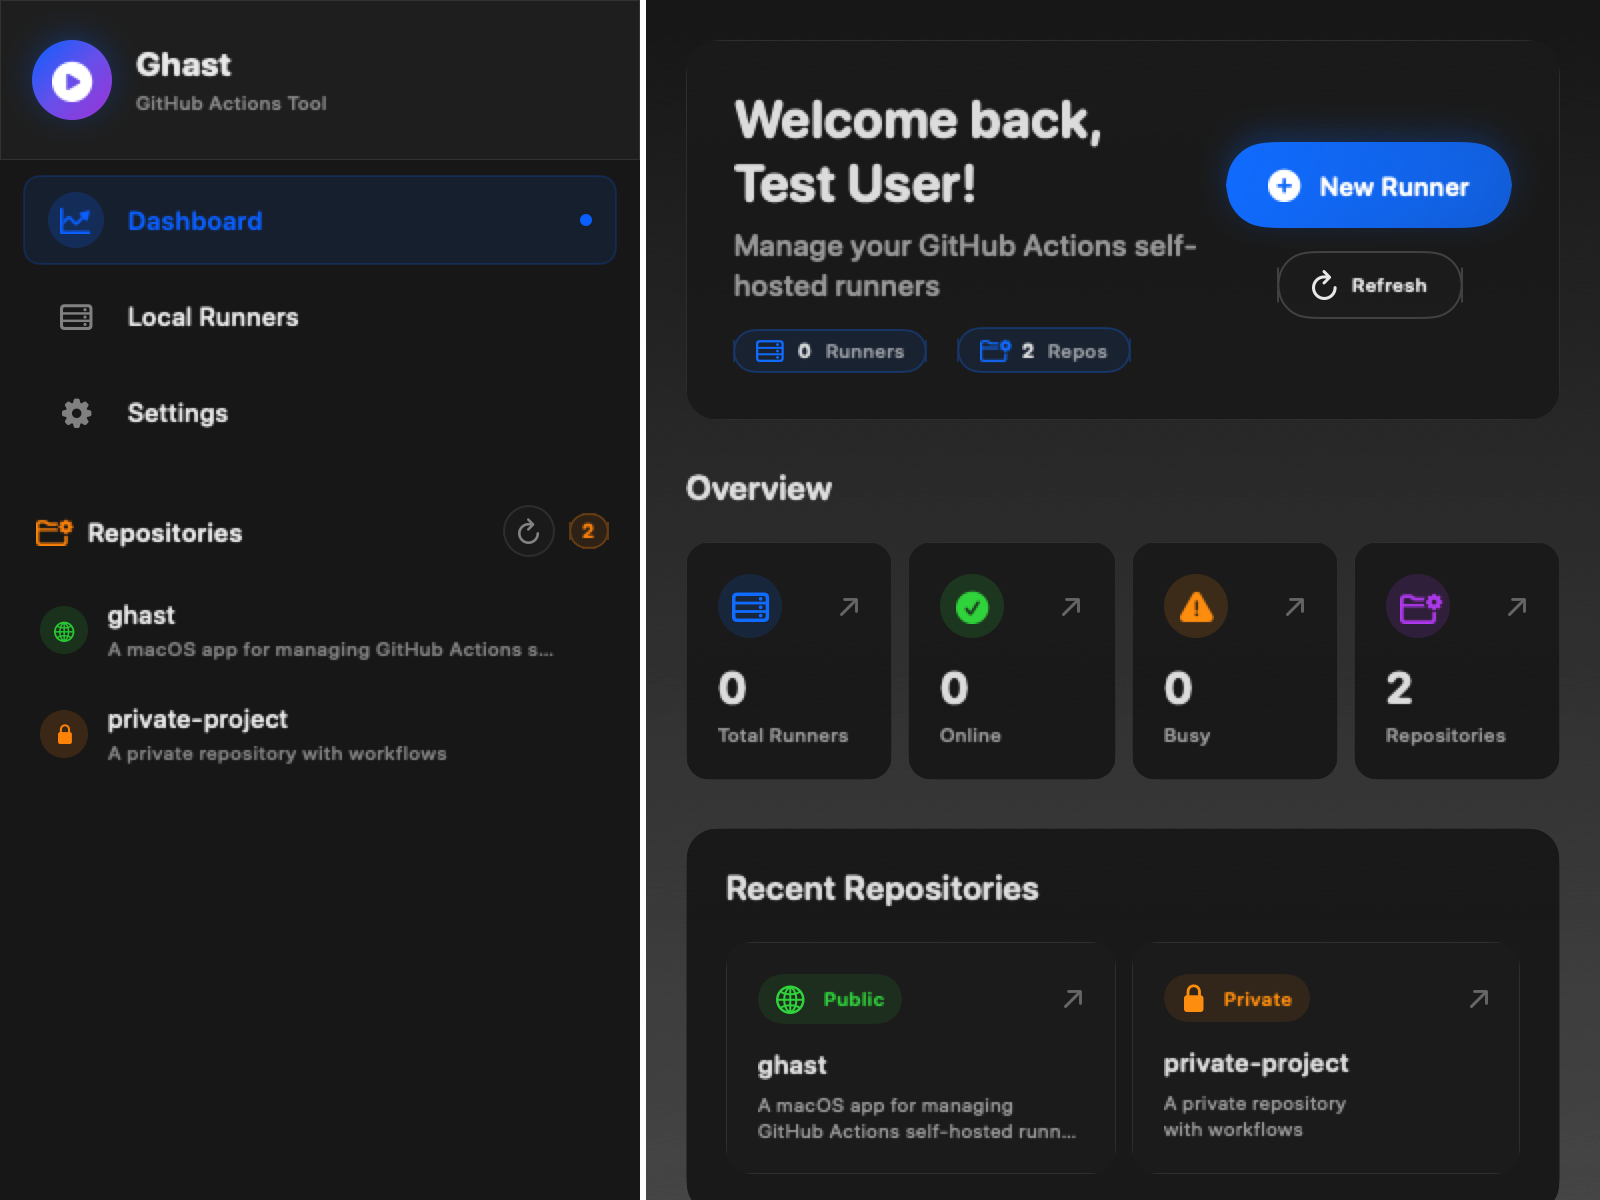 Ghast
GitHub Actions Tool
Dashboard
Local Runners
Settings
Repositories
2
ghast
A macOS app for managing GitHub Actions s...
private-project
A private repository with workflows
Welcome back,
Test User!
Manage your GitHub Actions self-
hosted runners
0 Runners
2 Repos
New Runner
Refresh
Overview
0
Total Runners
0
Online
0
Busy
2
Repositories
Recent Repositories
Public
ghast
A macOS app for managing
GitHub Actions self-hosted runn...
Private
private-project
A private repository
with workflows